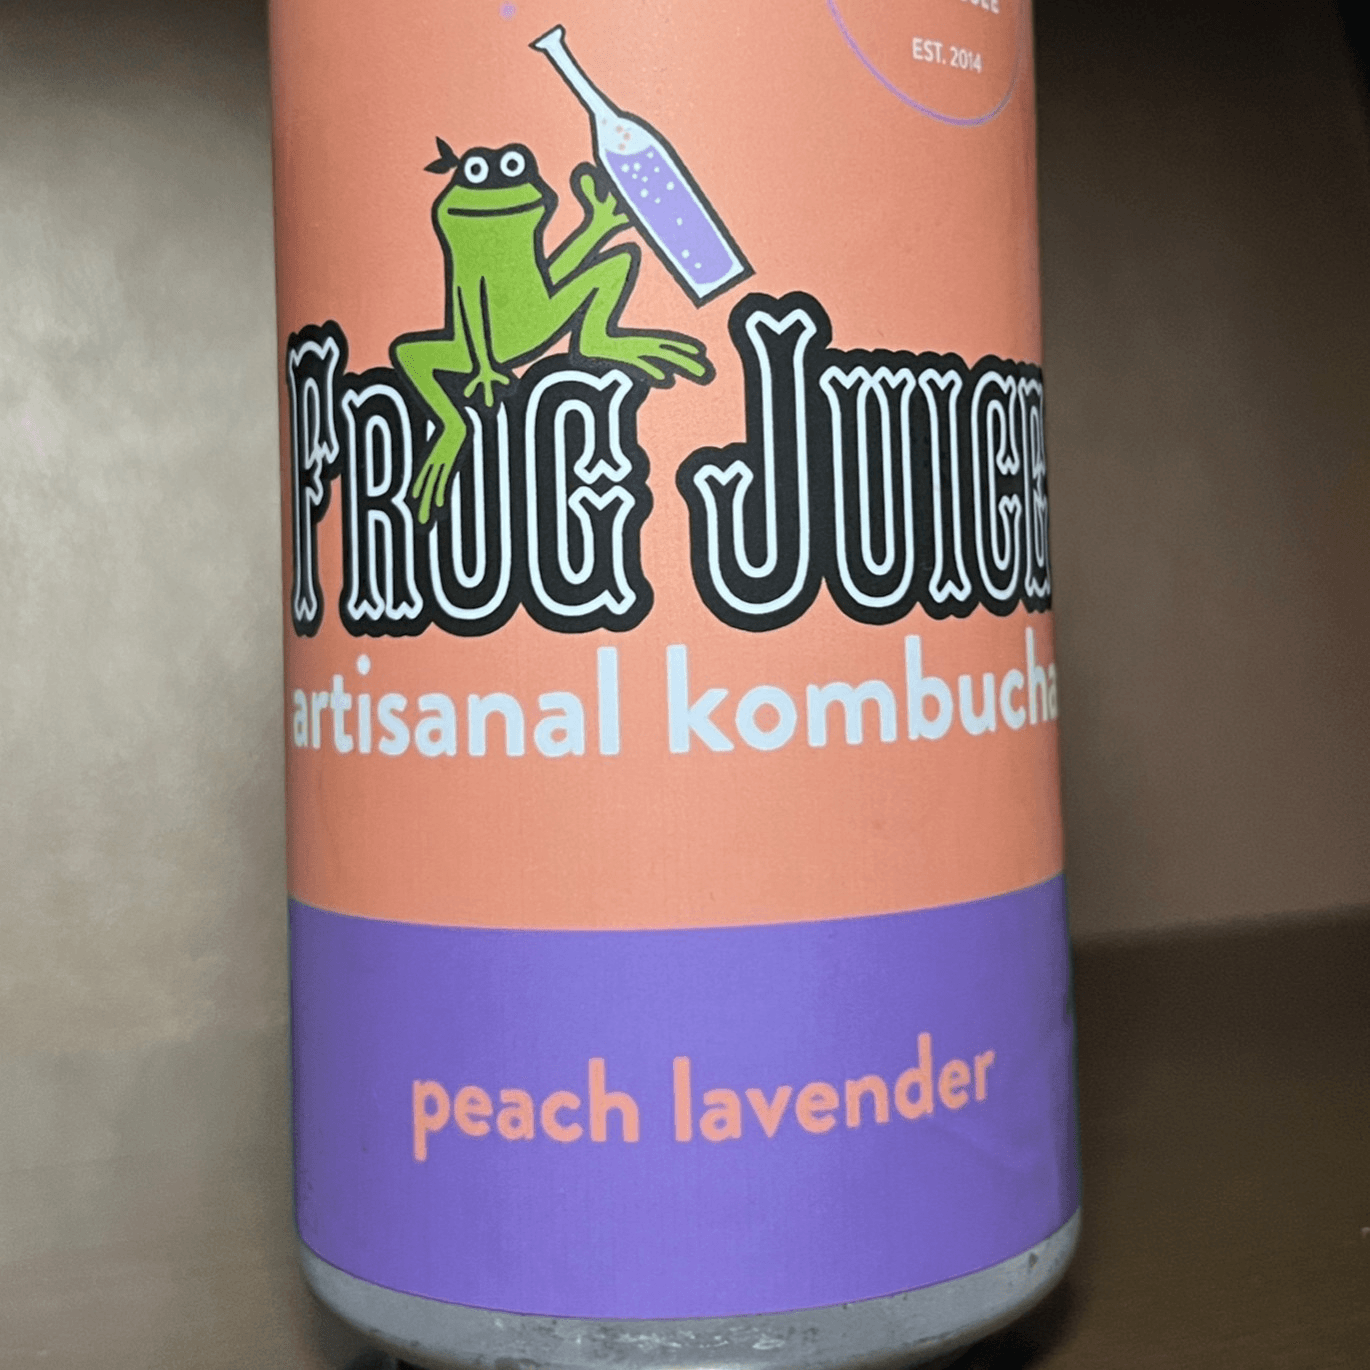 EST. 2014
FROG JUICE
artisanal kombucha
peach lavender